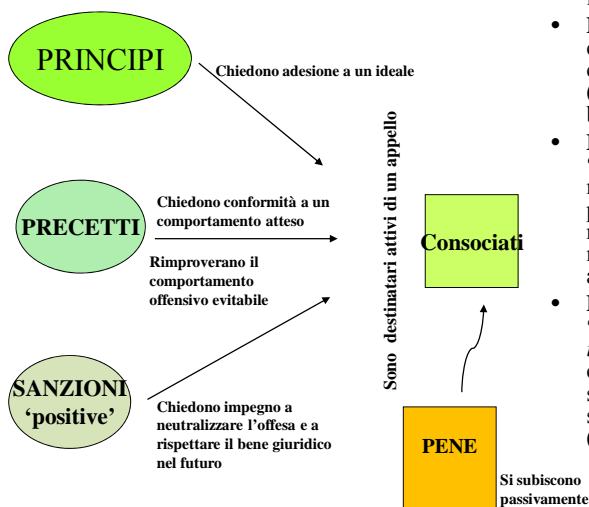 PRINCIPI
Chiedono adesione a un ideale
PRECETTI
Chiedono conformità a un
comportamento atteso
Rimproverano il
comportamento
offensivo evitabile
SANZIONI
‘positive’
Chiedono impegno a
neutralizzare l’offesa e a
rispettare il bene giuridico
nel futuro
Sono destinatari attivi di un appello
Consociati
PENE
Si subiscono
passivamente